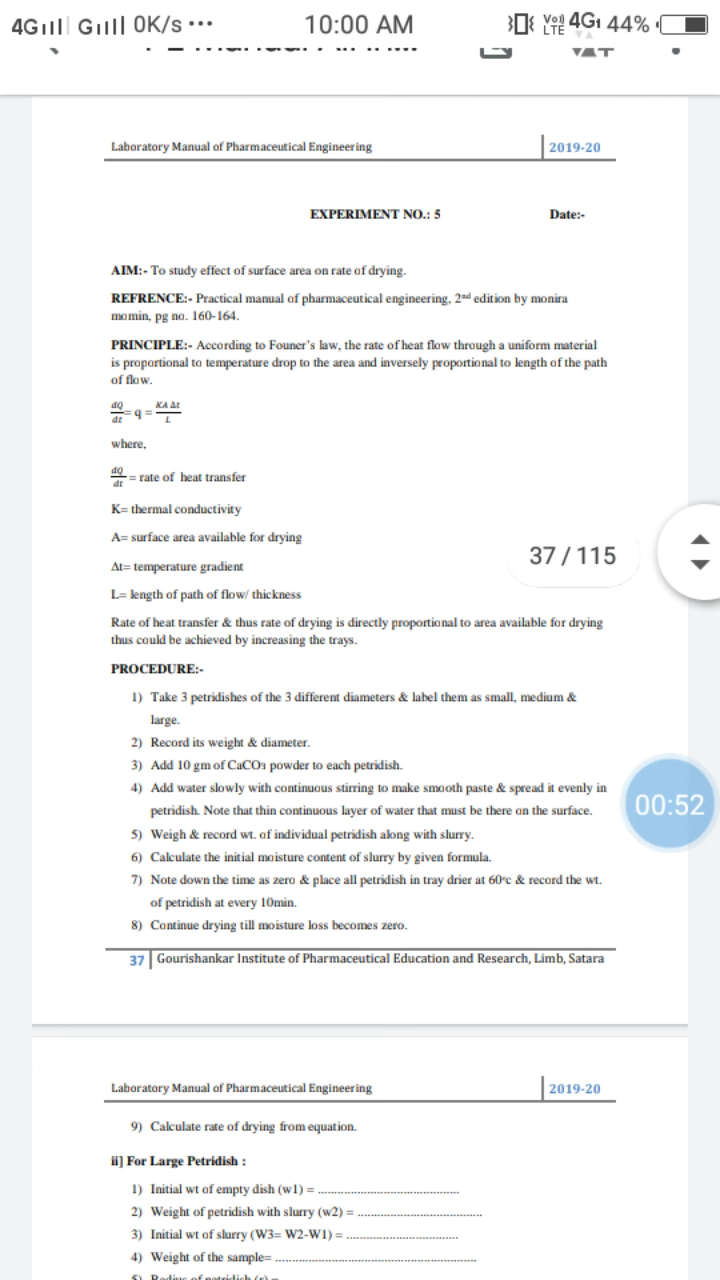 4G G 0K/s ... 10:00 AM VoLTE 4G 44%
Laboratory Manual of Pharmaceutical Engineering 2019-20
EXPERIMENT NO.: 5 Date:-
AIM:- To study effect of surface area on rate of drying.
REFRENCE:- Practical manual of pharmaceutical engineering, 2nd edition by monira
momin, pg no. 160-164.
PRINCIPLE:- According to Founer's law, the rate of heat flow through a uniform material
is proportional to temperature drop to the area and inversely proportional to length of the path
of flow.
dQ/dt = q = KA Δt/L
where,
dQ/dt = rate of heat transfer
K= thermal conductivity
A= surface area available for drying
37 / 115
Δt= temperature gradient
L= length of path of flow/ thickness
Rate of heat transfer & thus rate of drying is directly proportional to area available for drying
thus could be achieved by increasing the trays.
PROCEDURE:-
1) Take 3 petridishes of the 3 different diameters & label them as small, medium &
large.
2) Record its weight & diameter.
3) Add 10 gm of CaCO3 powder to each petridish.
4) Add water slowly with continuous stirring to make smooth paste & spread it evenly in
petridish. Note that thin continuous layer of water that must be there on the surface.
00:52
5) Weigh & record wt. of individual petridish along with slurry.
6) Calculate the initial moisture content of slurry by given formula.
7) Note down the time as zero & place all petridish in tray drier at 60°c & record the wt.
of petridish at every 10min.
8) Continue drying till moisture loss becomes zero.
37 Gourishankar Institute of Pharmaceutical Education and Research, Limb, Satara
Laboratory Manual of Pharmaceutical Engineering 2019-20
9) Calculate rate of drying from equation.
ii] For Large Petridish :
1) Initial wt of empty dish (w1) = ..........................................
2) Weight of petridish with slurry (w2) = .....................................
3) Initial wt of slurry (W3= W2-W1) = .................................
4) Weight of the sample= ............................................................
5) Radius of petridish (r) =